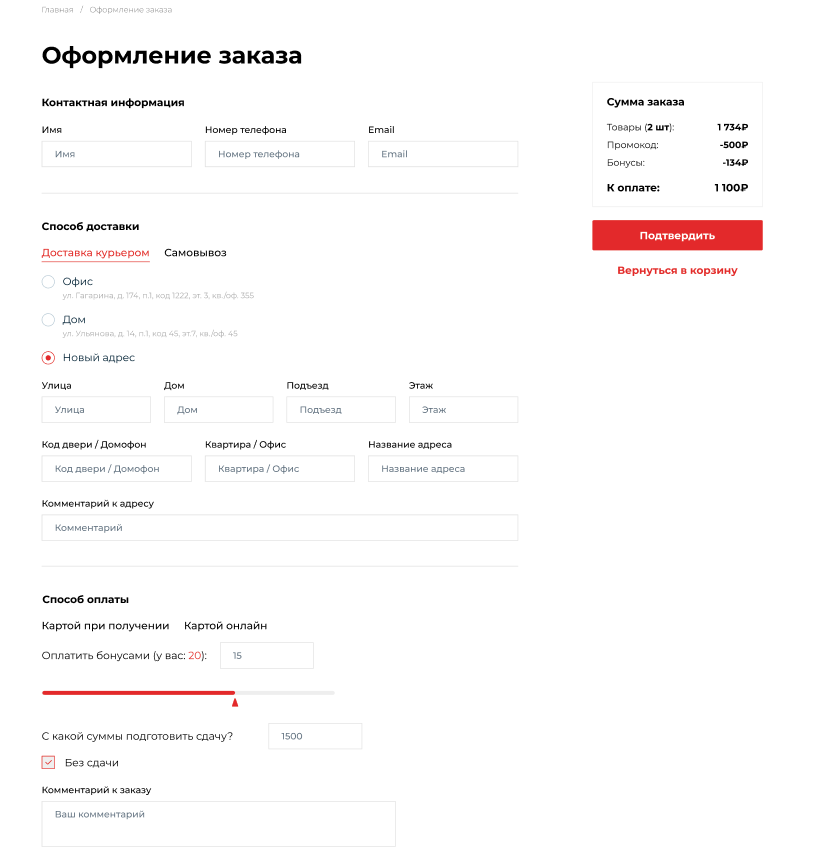 Главная / Оформление заказа
Оформление заказа
Контактная информация
Имя Номер телефона Email
Имя Номер телефона Email
Способ доставки
Доставка курьером Самовывоз
Офис
ул. Гагарина, д. 174, п.1, код 1222, эт. 3, кв./оф. 355
Дом
ул. Ульянова, д. 14, п.1, код 45, эт.7, кв./оф. 45
Новый адрес
Улица Дом Подъезд Этаж
Улица Дом Подъезд Этаж
Код двери / Домофон Квартира / Офис Название адреса
Код двери / Домофон Квартира / Офис Название адреса
Комментарий к адресу
Комментарий
Способ оплаты
Картой при получении Картой онлайн
Оплатить бонусами (у вас: 20): 15
С какой суммы подготовить сдачу? 1500
Без сдачи
Комментарий к заказу
Ваш комментарий
Сумма заказа
Товары (2 шт): 1 734₽
Промокод: -500₽
Бонусы: -134₽
К оплате: 1 100₽
Подтвердить
Вернуться в корзину